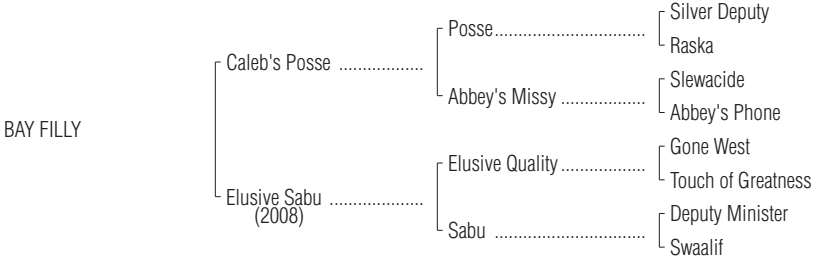 Silver Deputy
Posse..............................
Raska
Caleb's Posse .................
Slewacide
Abbey's Missy .................
Abbey's Phone
BAY FILLY
Gone West
Elusive Quality .................
Touch of Greatness
Elusive Sabu ...................
(2008)
Deputy Minister
Sabu ..............................
Swaalif